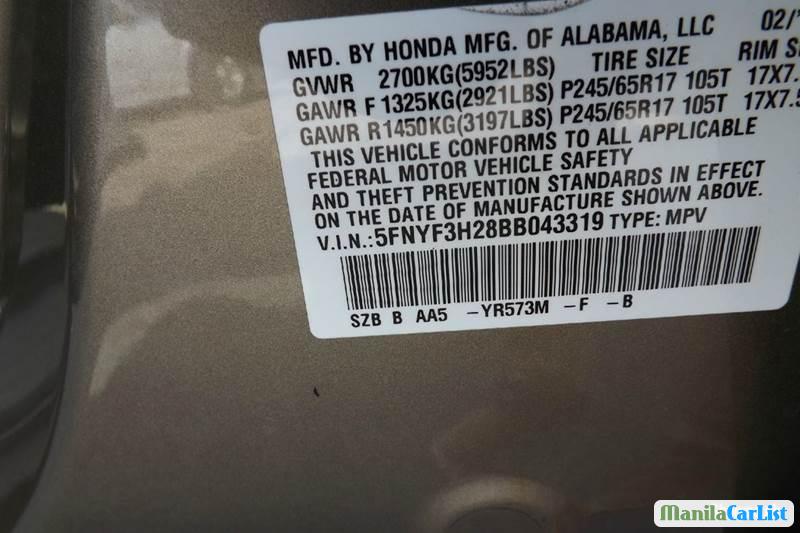 MFD. BY HONDA MFG. OF ALABAMA, LLC 02/
GVWR 2700KG(5952LBS) TIRE SIZE RIM
GAWR F 1325KG(2921LBS) P245/65R17 105T 17X7.
GAWR R1450KG(3197LBS) P245/65R17 105T 17X7.5
THIS VEHICLE CONFORMS TO ALL APPLICABLE
FEDERAL MOTOR VEHICLE SAFETY
AND THEFT PREVENTION STANDARDS IN EFFECT
ON THE DATE OF MANUFACTURE SHOWN ABOVE.
V.I.N.:5FNYF3H28BB043319 TYPE: MPV
SZB B AA5 -YR573M -F -B
ManilaCarList